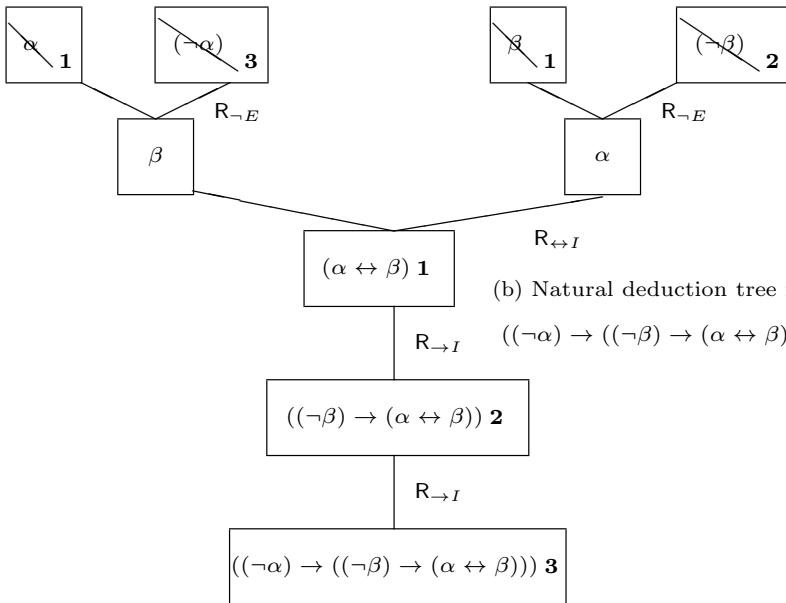 α 1 (¬α) 3 β 1 (¬β) 2
R¬E R¬E
β α
R↔I
(α ↔ β) 1
(b) Natural deduction tree
((¬α) → ((¬β) → (α ↔ β)
R→I
((¬β) → (α ↔ β)) 2
R→I
((¬α) → ((¬β) → (α ↔ β))) 3